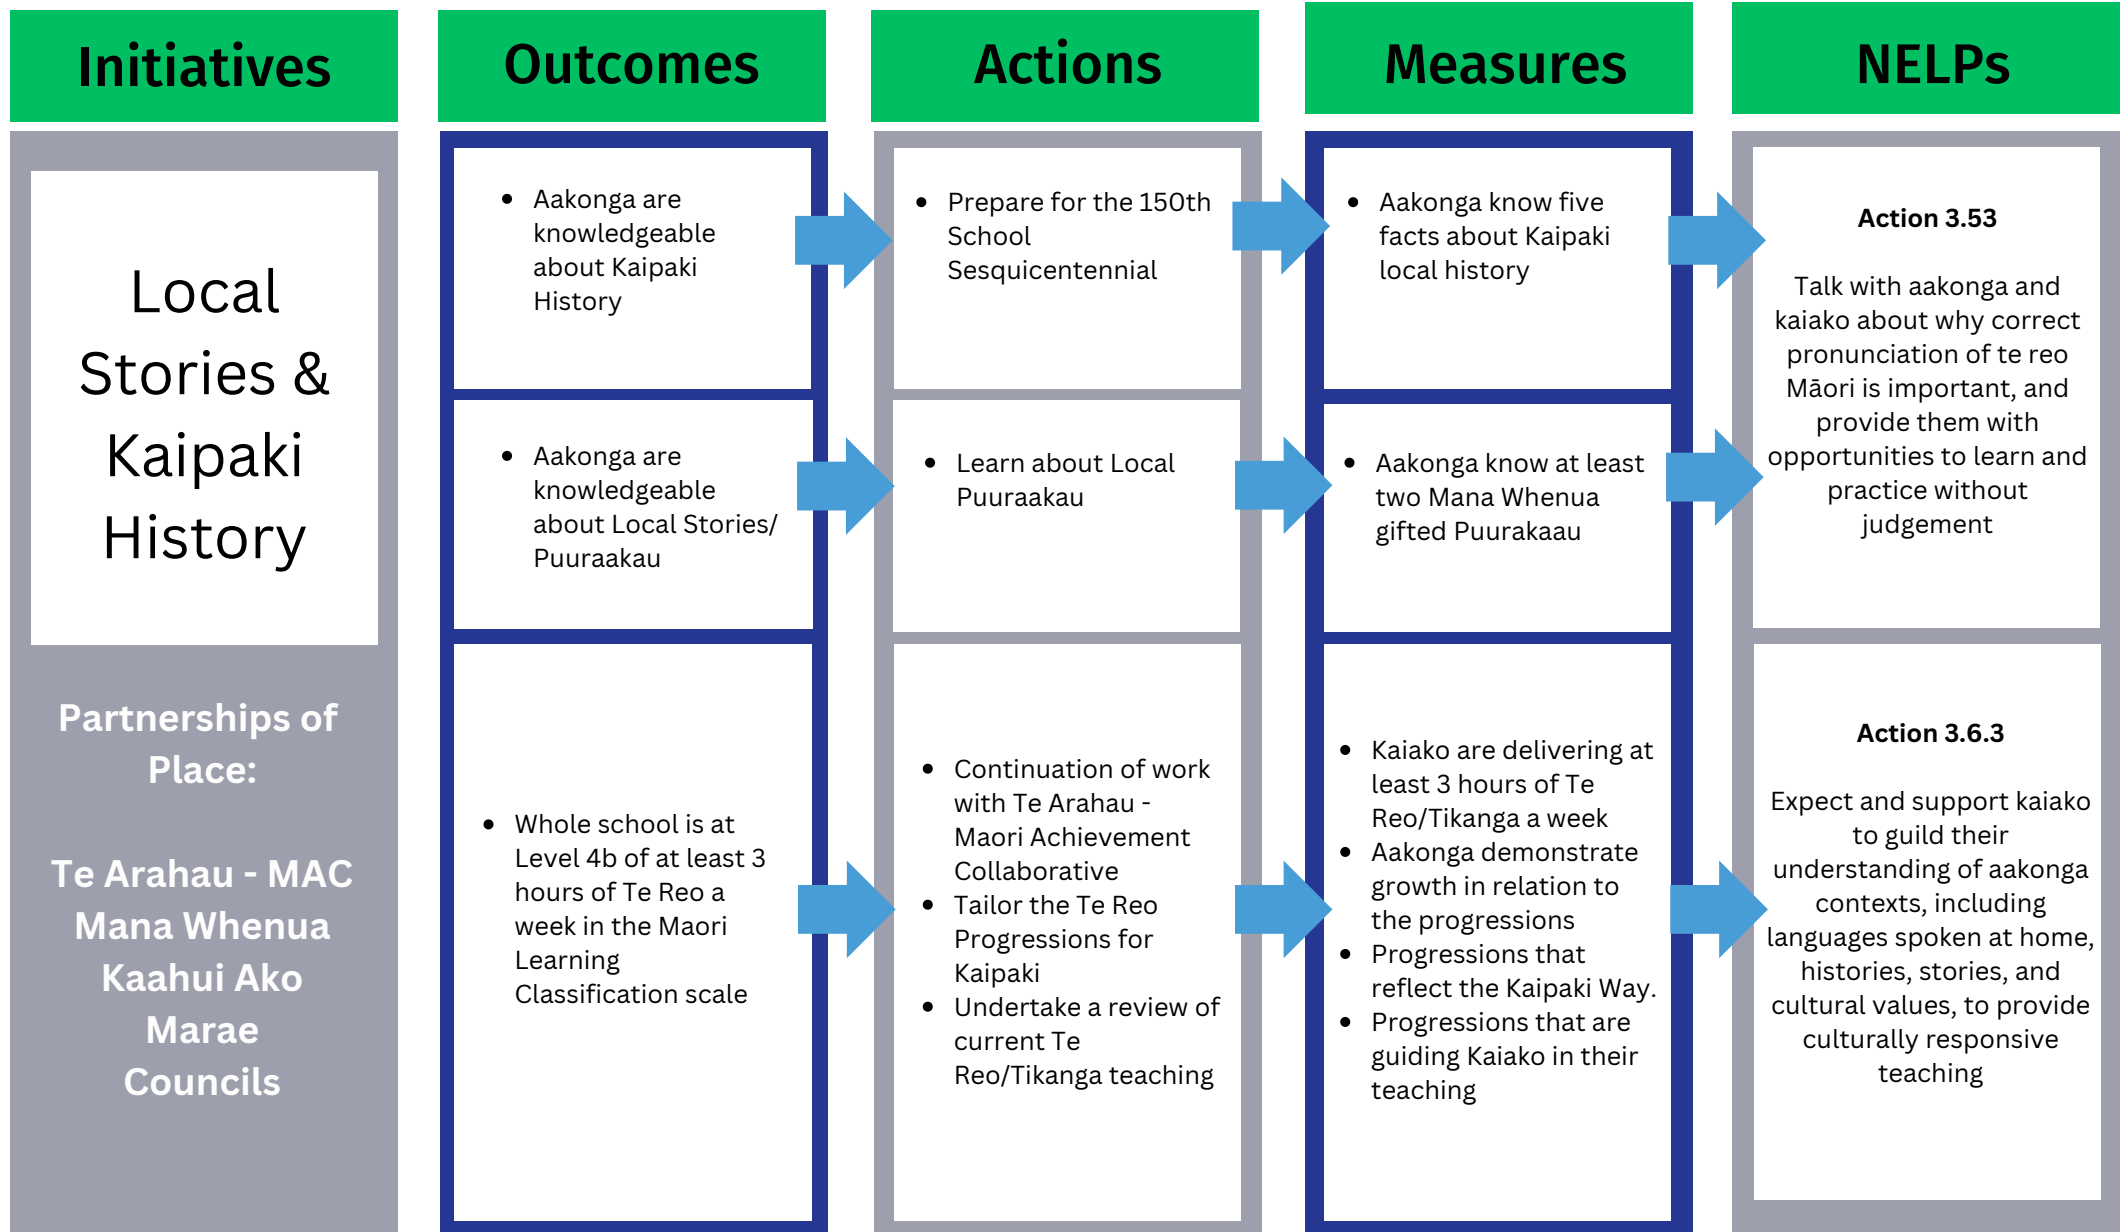 Initiatives
Outcomes
Actions
Measures
NELPs
Local
Stories &
Kaipaki
History
Partnerships of
Place:
Te Arahau - MAC
Mana Whenua
Kaahui Ako
Marae
Councils
Aakonga are
knowledgeable
about Kaipaki
History
Prepare for the 150th
School
Sesquicentennial
Aakonga know five
facts about Kaipaki
local history
Action 3.53
Talk with aakonga and
kaiako about why correct
pronunciation of te reo
Māori is important, and
provide them with
opportunities to learn and
practice without
judgement
Aakonga are
knowledgeable
about Local Stories/
Puuraakau
Learn about Local
Puuraakau
Aakonga know at least
two Mana Whenua
gifted Puurakaau
Whole school is at
Level 4b of at least 3
hours of Te Reo a
week in the Maori
Learning
Classification scale
Continuation of work
with Te Arahau -
Maori Achievement
Collaborative
Tailor the Te Reo
Progressions for
Kaipaki
Undertake a review of
current Te
Reo/Tikanga teaching
Kaiako are delivering at
least 3 hours of Te
Reo/Tikanga a week
Aakonga demonstrate
growth in relation to
the progressions
Progressions that
reflect the Kaipaki Way.
Progressions that are
guiding Kaiako in their
teaching
Action 3.6.3
Expect and support kaiako
to guild their
understanding of aakonga
contexts, including
languages spoken at home,
histories, stories, and
cultural values, to provide
culturally responsive
teaching